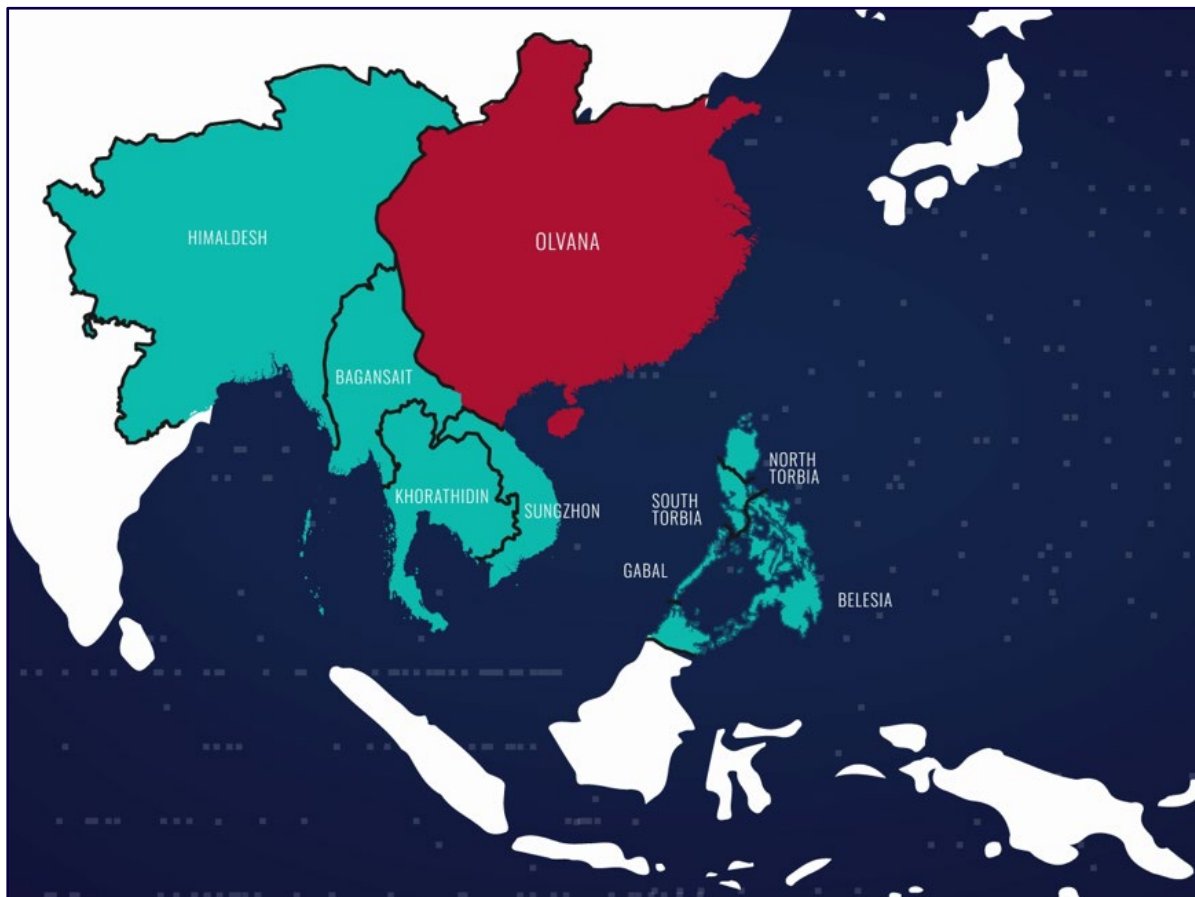 HIMALDESH
OLVANA
BAGANSAIT
KHORATHIDIN
SUNGZHON
NORTH
TORBIA
SOUTH
TORBIA
GABAL
BELESIA